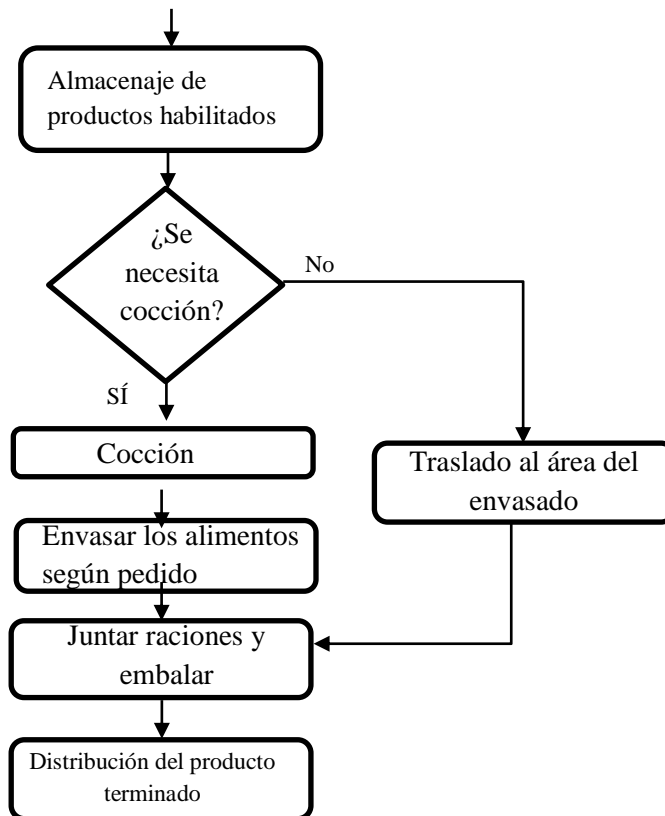 Almacenaje de
productos habilitados
¿Se
necesita
cocción?
No
SÍ
Cocción
Traslado al área del
envasado
Envasar los alimentos
según pedido
Juntar raciones y
embalar
Distribución del producto
terminado